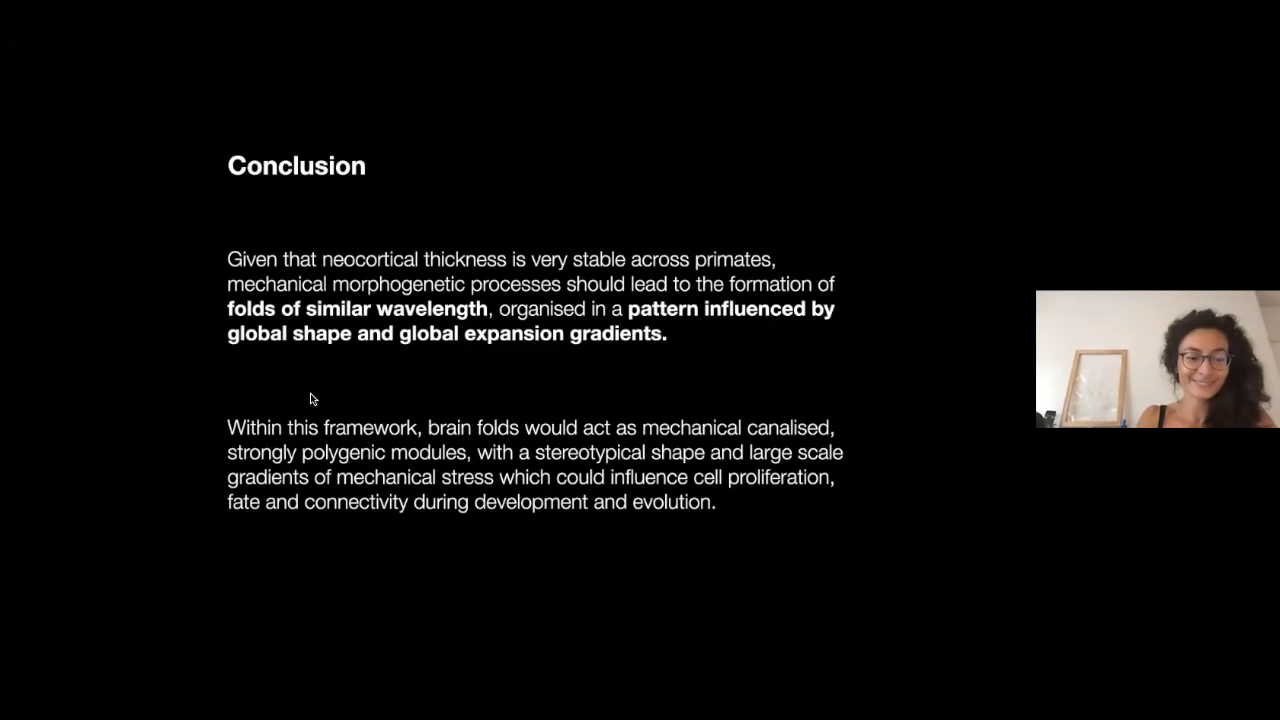 Conclusion
Given that neocortical thickness is very stable across primates,
mechanical morphogenetic processes should lead to the formation of
folds of similar wavelength, organised in a pattern influenced by
global shape and global expansion gradients.
Within this framework, brain folds would act as mechanical canalised,
strongly polygenic modules, with a stereotypical shape and large scale
gradients of mechanical stress which could influence cell proliferation,
fate and connectivity during development and evolution.